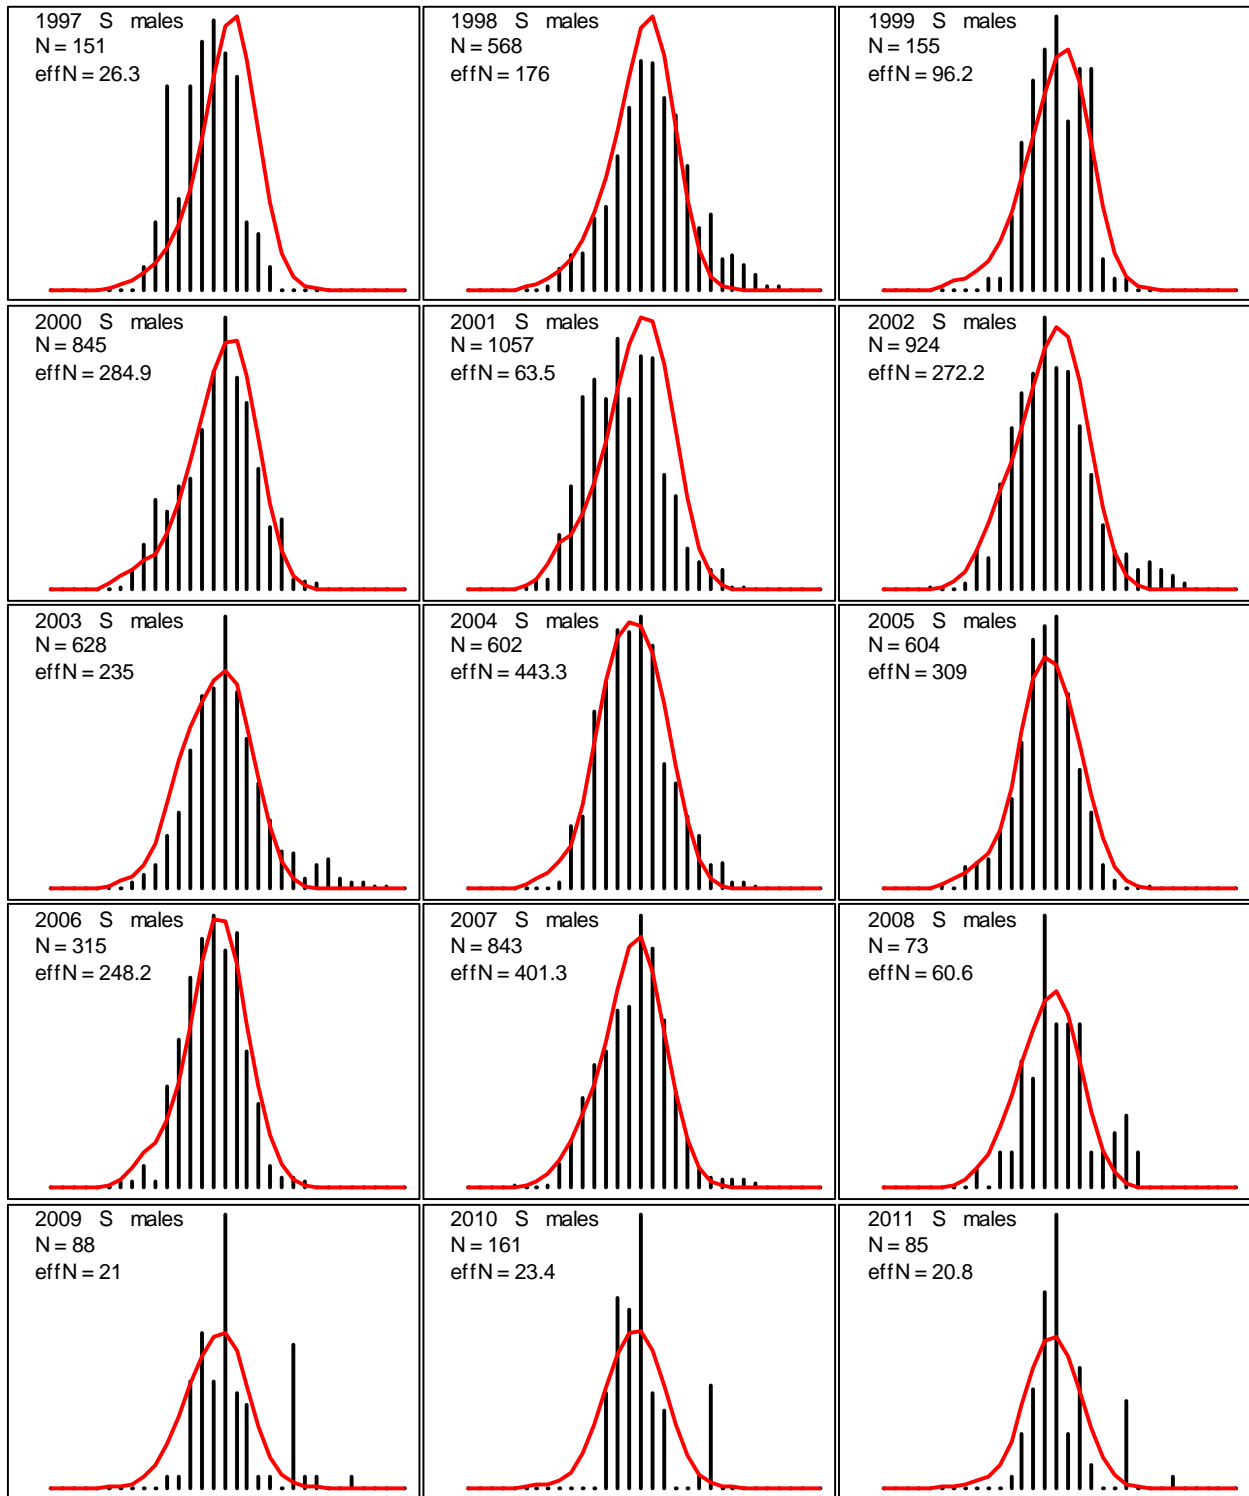 1997 S males
N = 151
effN = 26.3
1998 S males
N = 568
effN = 176
1999 S males
N = 155
effN = 96.2
2000 S males
N = 845
effN = 284.9
2001 S males
N = 1057
effN = 63.5
2002 S males
N = 924
effN = 272.2
2003 S males
N = 628
effN = 235
2004 S males
N = 602
effN = 443.3
2005 S males
N = 604
effN = 309
2006 S males
N = 315
effN = 248.2
2007 S males
N = 843
effN = 401.3
2008 S males
N = 73
effN = 60.6
2009 S males
N = 88
effN = 21
2010 S males
N = 161
effN = 23.4
2011 S males
N = 85
effN = 20.8